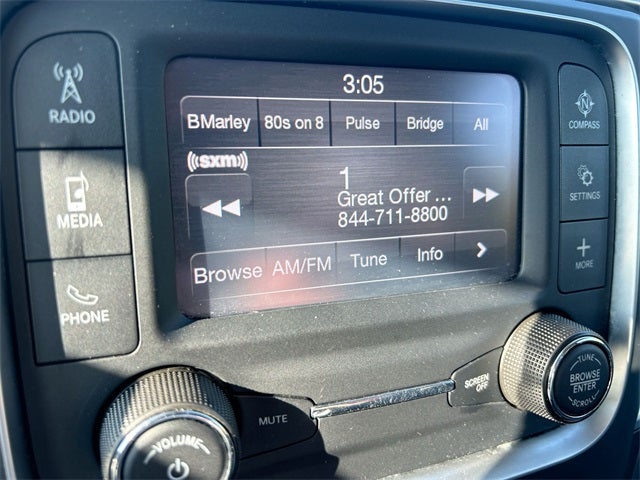 3:05
BMarley 80s on 8 Pulse Bridge All
((sxm))
1
Great Offer ...
844-711-8800
Browse AM/FM Tune Info >
RADIO
MEDIA
PHONE
N
COMPASS
SETTINGS
+
MORE
MUTE
SCREEN
OFF
VOLUME
TUNE
BROWSE
ENTER
SCROLL